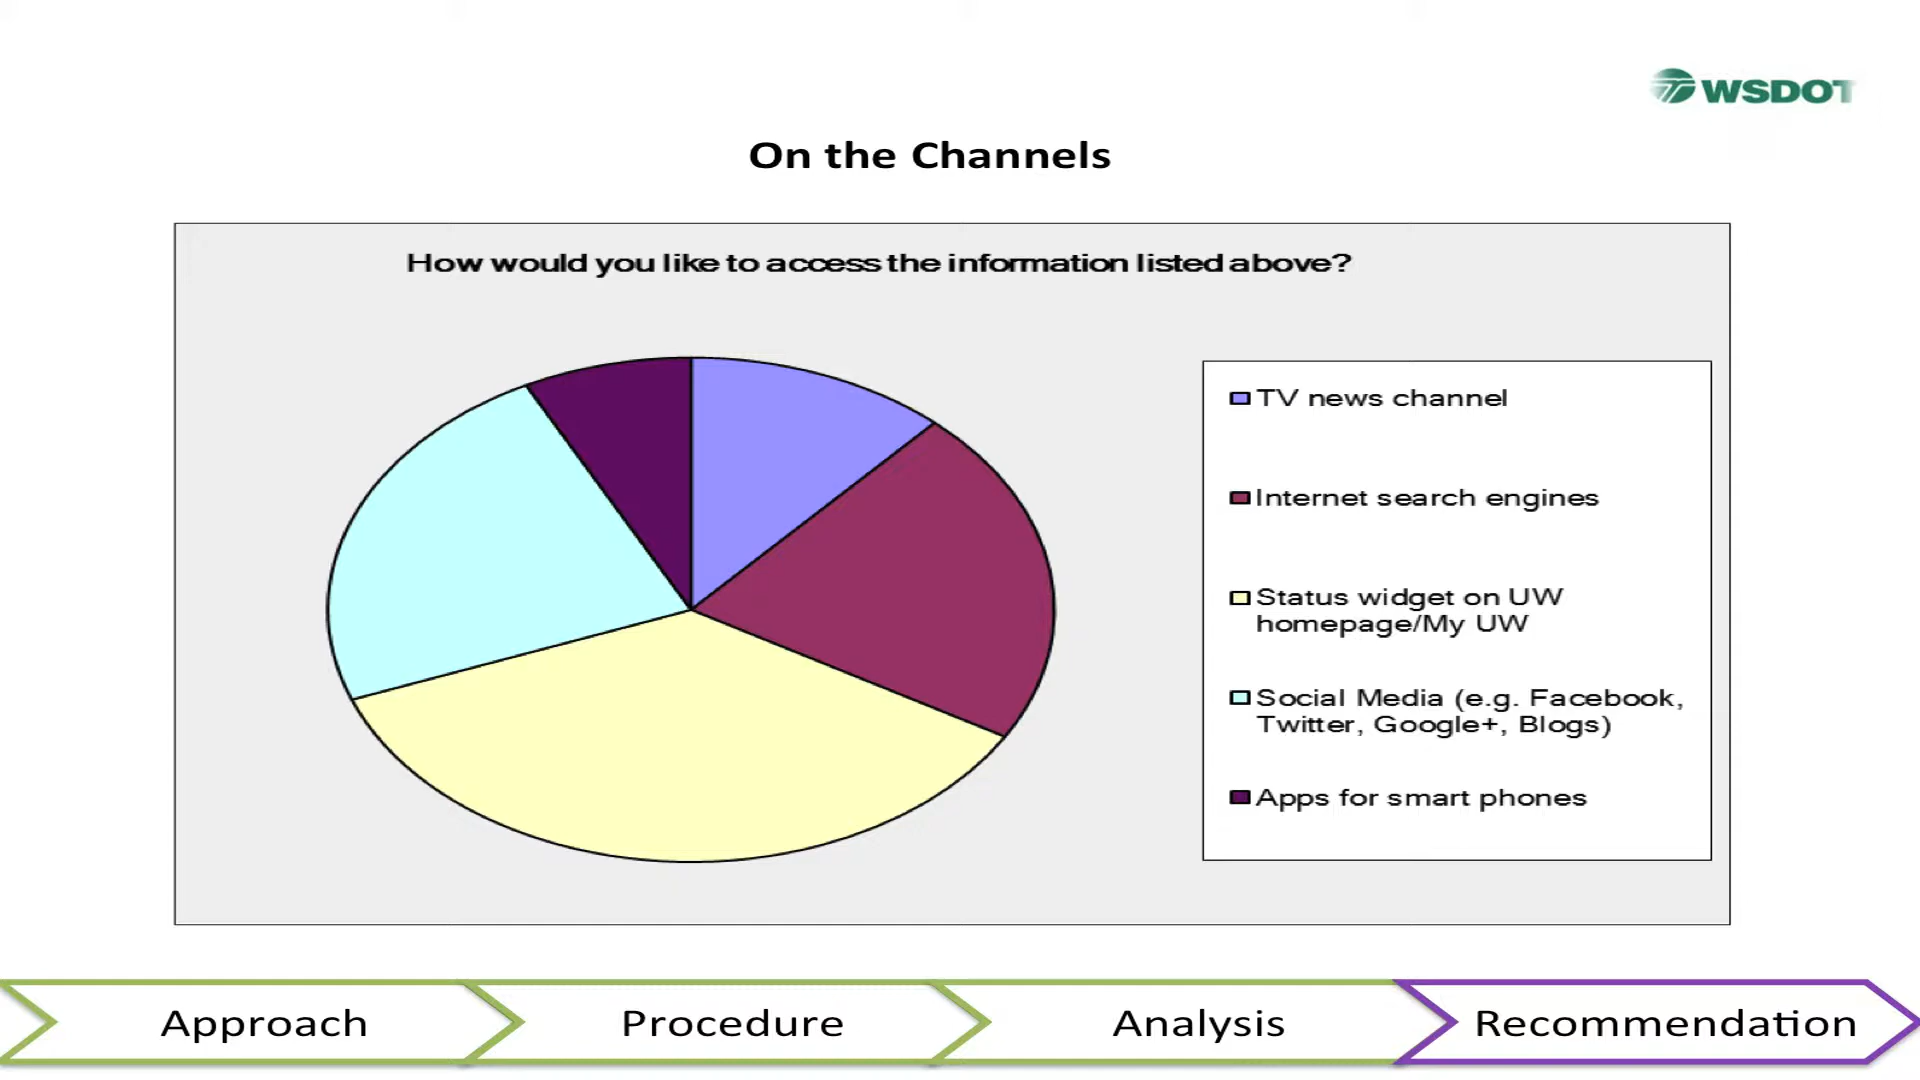 WSDOT
On the Channels
How would you like to access the information listed above?
TV news channel
Internet search engines
Status widget on UW
homepage/My UW
Social Media (e.g. Facebook,
Twitter, Google+, Blogs)
Apps for smart phones
Approach
Procedure
Analysis
Recommendation